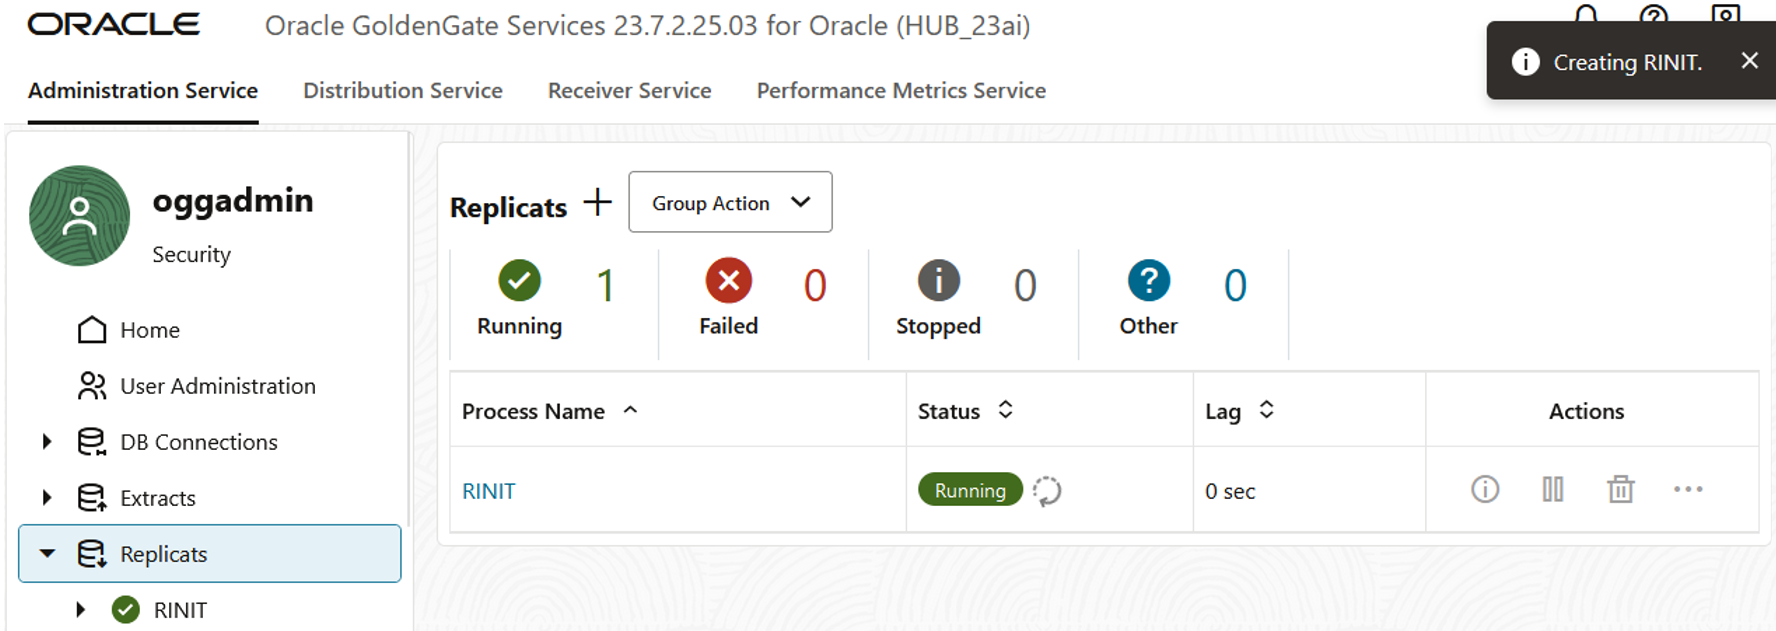 ORACLE Oracle GoldenGate Services 23.7.2.25.03 for Oracle (HUB_23ai)
Creating RINIT.
Administration Service Distribution Service Receiver Service Performance Metrics Service
oggadmin
Security
Home
User Administration
DB Connections
Extracts
Replicats
RINIT
Replicats Group Action
1 0 0 0
Running Failed Stopped Other
Process Name Status Lag Actions
RINIT Running 0 sec